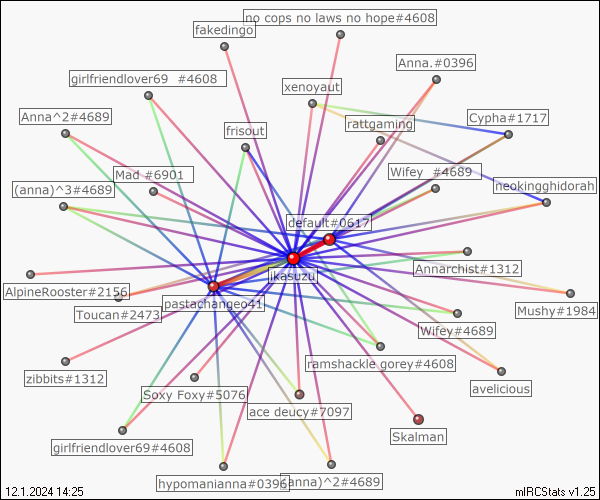 no cops no laws no hope#4608
fakedingo
Anna.#0396
girlfriendlover69 #4608
xenoyaut
Anna^2#4689
Cypha#1717
rattgaming
frisout
Mad #6901
Wifey #4689
(anna)^3#4689
neokingghidorah
default#0617
Annarchist#1312
ikasuzu
AlpineRooster#2156
pastachangeo41
Mushy#1984
Toucan#2473
Wifey#4689
ramshackle gorey#4608
zibbits#1312
avelicious
Soxy Foxy#5076
ace deucy#7097
Skalman
girlfriendlover69#4608
hypomanianna#0396
(anna)^2#4689
12.1.2024 14:25
mIRCStats v1.25